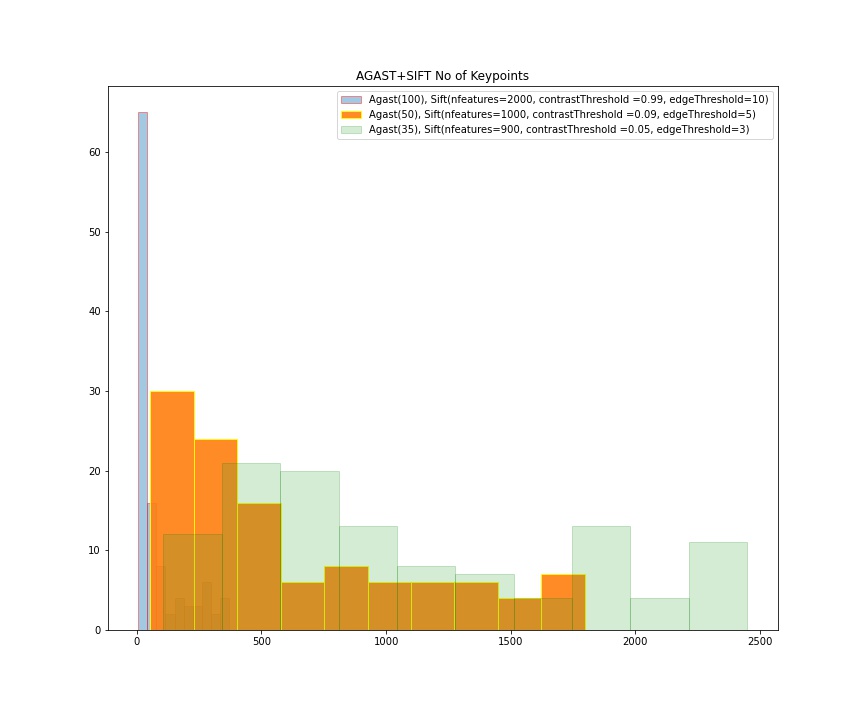 AGAST+SIFT No of Keypoints
Agast(100), Sift(nfeatures=2000, contrastThreshold =0.99, edgeThreshold=10)
Agast(50), Sift(nfeatures=1000, contrastThreshold =0.09, edgeThreshold=5)
Agast(35), Sift(nfeatures=900, contrastThreshold =0.05, edgeThreshold=3)
60
50
40
30
20
10
0
0 500 1000 1500 2000 2500